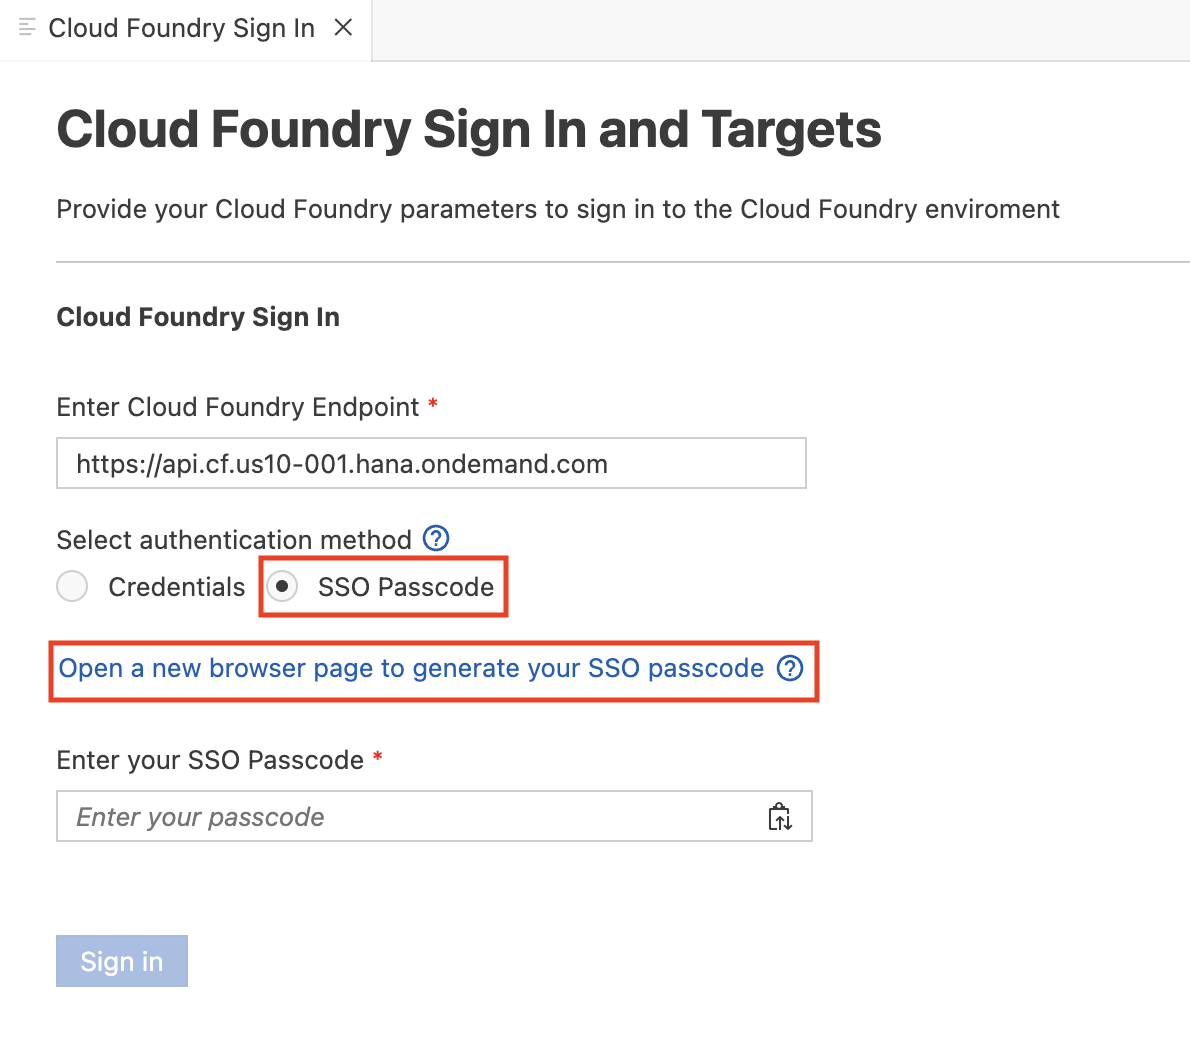 Cloud Foundry Sign In
Cloud Foundry Sign In and Targets
Provide your Cloud Foundry parameters to sign in to the Cloud Foundry enviroment
Cloud Foundry Sign In
Enter Cloud Foundry Endpoint *
https://api.cf.us10-001.hana.ondemand.com
Select authentication method ?
Credentials SSO Passcode
Open a new browser page to generate your SSO passcode ?
Enter your SSO Passcode *
Enter your passcode
Sign in